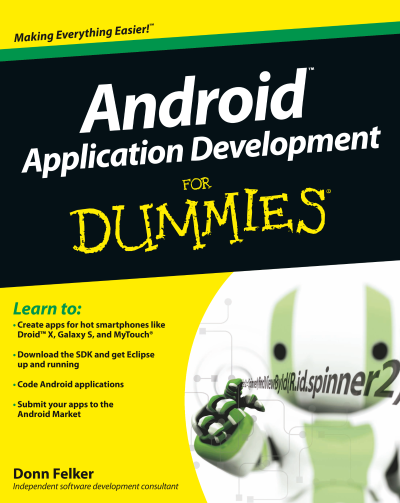 Making Everything Easier!™
Android™
Application Development
FOR
DUMMIES®
Learn to:
• Create apps for hot smartphones like
Droid™ X, Galaxy S, and MyTouch®
• Download the SDK and get Eclipse
up and running
• Code Android applications
• Submit your apps to the
Android Market
ViewById(R.id.spinner2)
Donn Felker
Independent software development consultant